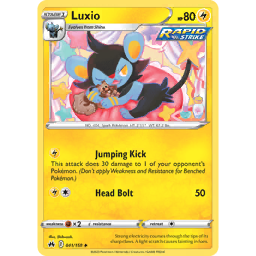 STAGE 1
Luxio
HP 80
Evolves from Shinx
RAPID
STRIKE
Jumping Kick
This attack does 30 damage to 1 of your opponent's
Pokémon. (Don't apply Weakness and Resistance for Benched
Pokémon.)
Head Bolt 50
weakness ×2 resistance retreat
041/159
Strong electricity courses through the tips of its
sharp claws. A light scratch causes fainting in foes.